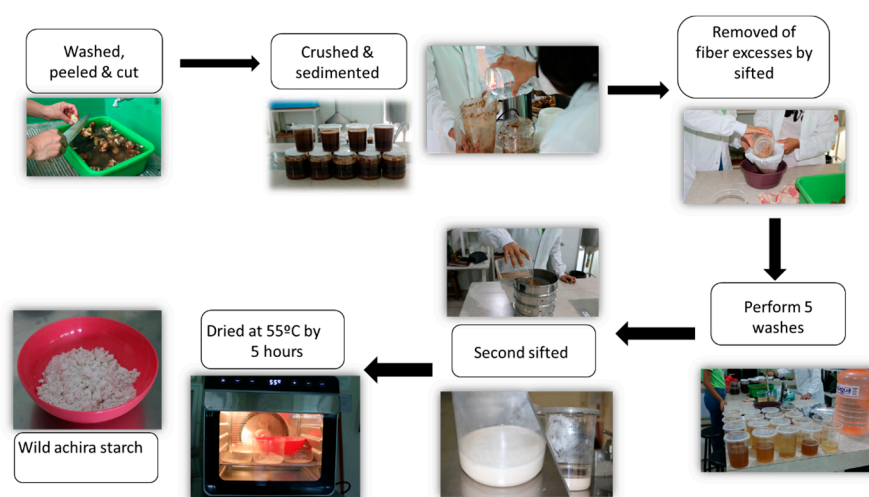 Washed,
peeled & cut
Crushed &
sedimented
Removed of
fiber excesses by
sifted
Perform 5
washes
Second sifted
Dried at 55ºC by
5 hours
55º
Wild achira starch